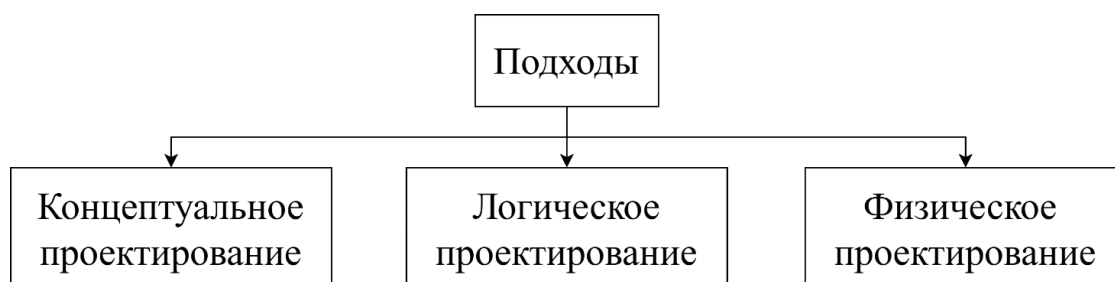 Подходы
Концептуальное
проектирование
Логическое
проектирование
Физическое
проектирование